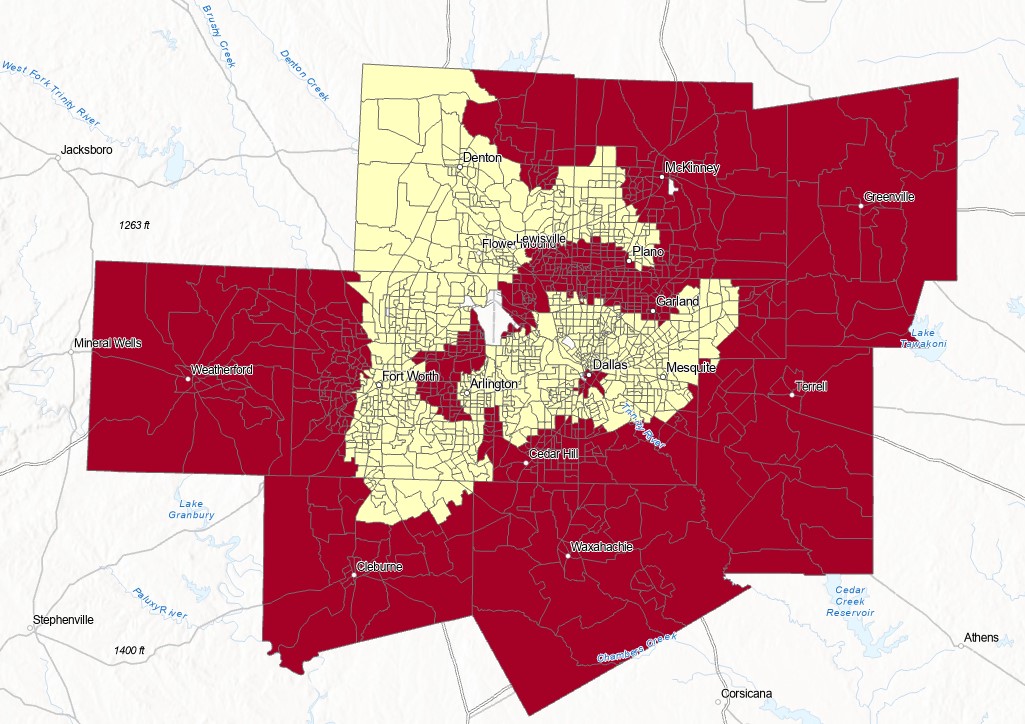 Brushy Creek
Denton Creek
West Fork Trinity River
Jacksboro
Denton
McKinney
Greenville
1263 ft
Flower Mound
Lewisville
Plano
Garland
Lake
Tawakoni
Mineral Wells
Weatherford
Fort Worth
Arlington
Dallas
Mesquite
Terrell
Trinity River
Cedar Hill
Lake
Granbury
Waxahachie
Cleburne
Paluxy River
Cedar
Creek
Reservoir
Stephenville
1400 ft
Chambers Creek
Athens
Corsicana